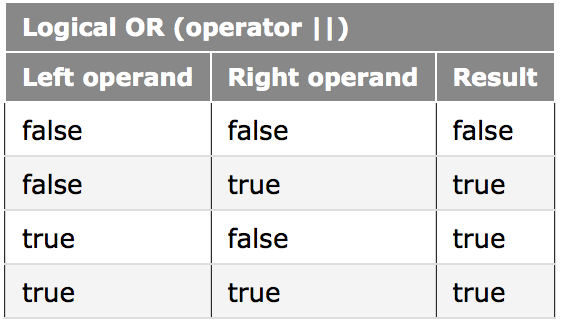 Logical OR (operator ||)
Left operand Right operand Result
false false false
false true true
true false true
true true true